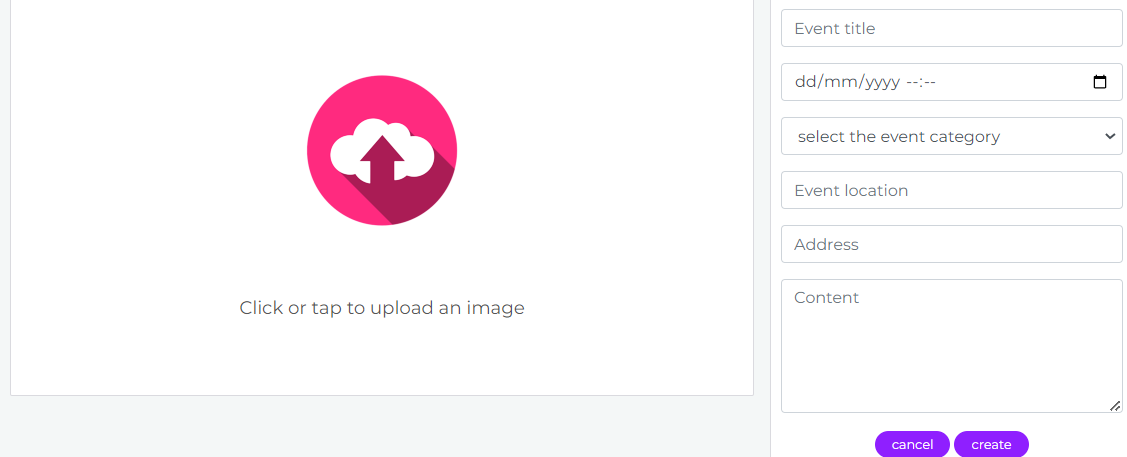 Click or tap to upload an image
Event title
dd/mm/yyyy --:--
select the event category
Event location
Address
Content
cancel
create